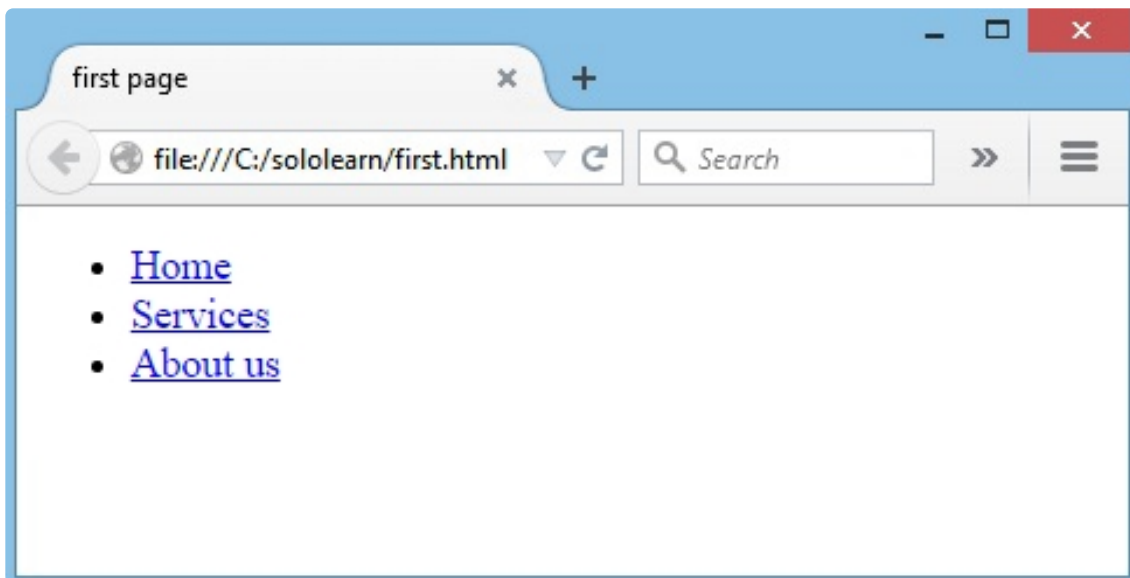 first page
file:///C:/sololearn/first.html
Search
Home
Services
About us